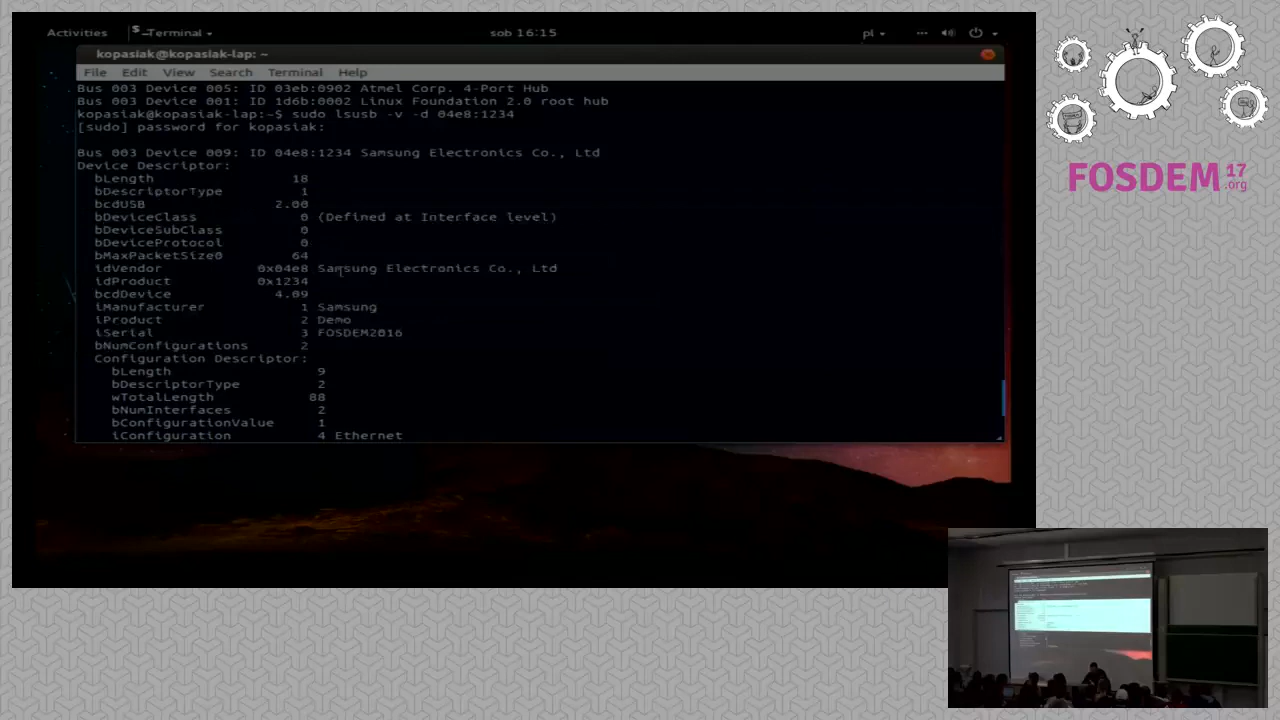 Activities
Terminal
sob 16:15
pl
kopasiak@kopasiak-lap: ~
File Edit View Search Terminal Help
Bus 003 Device 005: ID 03eb:0902 Atmel Corp. 4-Port Hub
Bus 003 Device 001: ID 1d6b:0002 Linux Foundation 2.0 root hub
kopasiak@kopasiak-lap:~$ sudo lsusb -v -d 04e8:1234
[sudo] password for kopasiak:
Bus 003 Device 009: ID 04e8:1234 Samsung Electronics Co., Ltd
Device Descriptor:
bLength 18
bDescriptorType 1
bcdUSB 2.00
bDeviceClass 0 (Defined at Interface level)
bDeviceSubClass 0
bDeviceProtocol 0
bMaxPacketSize0 64
idVendor 0x04e8 Samsung Electronics Co., Ltd
idProduct 0x1234
bcdDevice 4.09
iManufacturer 1 Samsung
iProduct 2 Demo
iSerial 3 FOSDEM2016
bNumConfigurations 2
Configuration Descriptor:
bLength 9
bDescriptorType 2
wTotalLength 88
bNumInterfaces 2
bConfigurationValue 1
iConfiguration 4 Ethernet
FOSDEM 17
.org